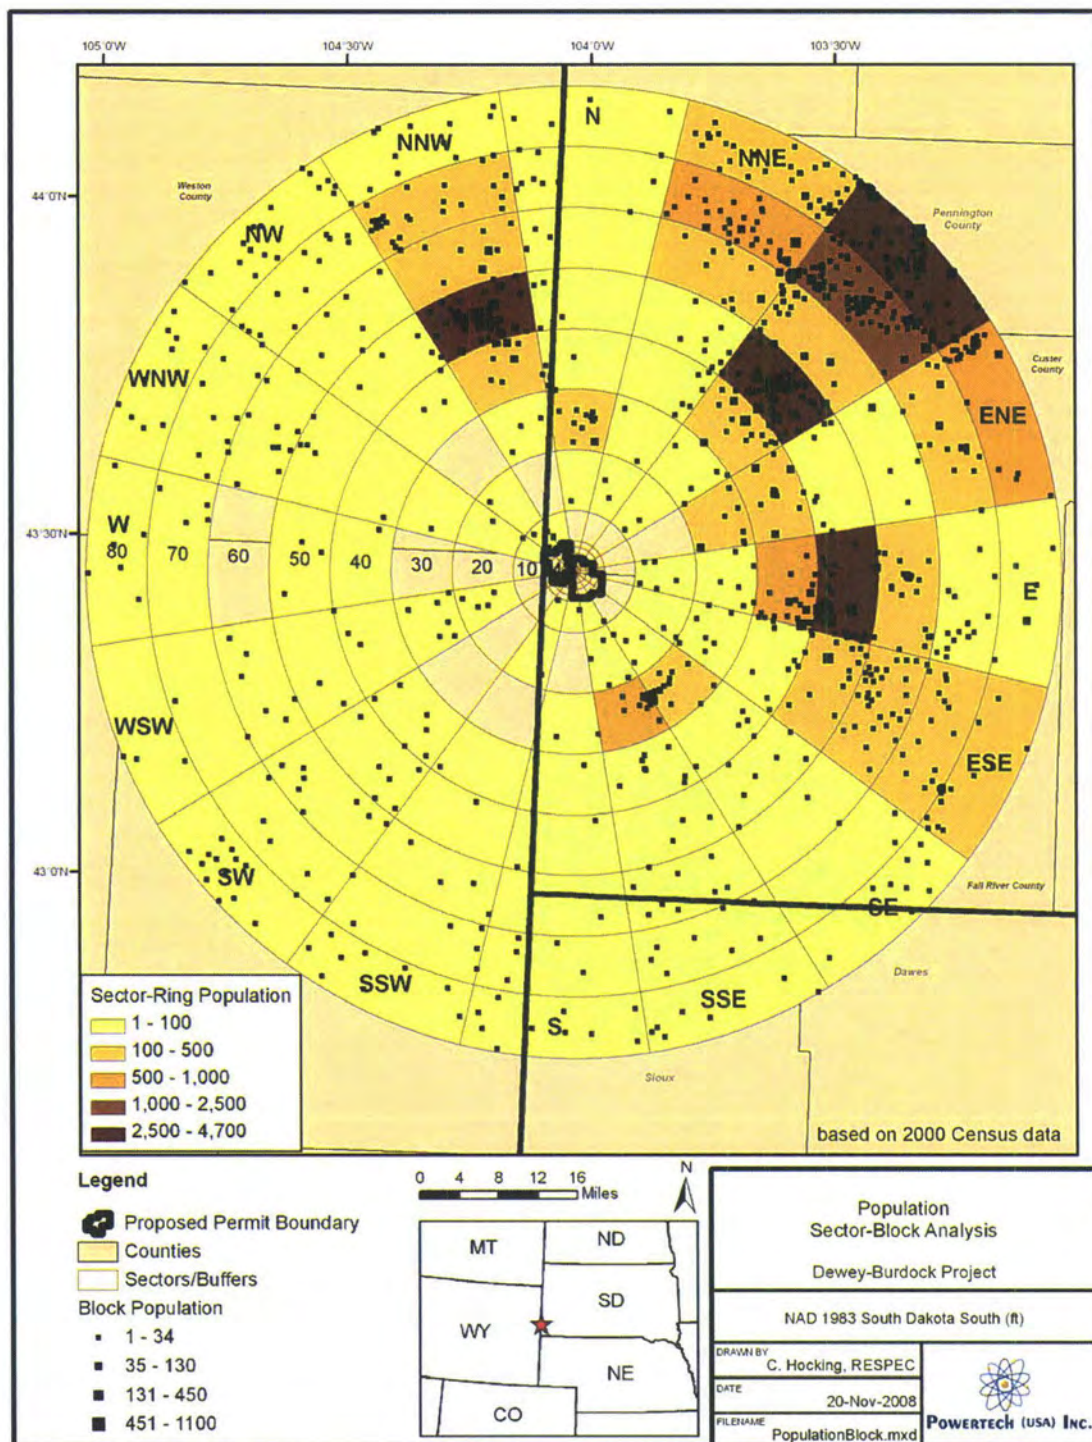 105°0'W
104°30'W
104°0'W
103°30'W
N
NNW
NNE
44°0'N
Weston
County
Pennington
County
NW
Custer
County
WNW
ENE
43°30'N
W
80 70 60 50 40 30 20 10
E
WSW
ESE
43°0'N
SW
Fall River County
SE
Dawes
SSW
SSE
S
Sioux
Sector-Ring Population
1 - 100
100 - 500
500 - 1,000
1,000 - 2,500
2,500 - 4,700
based on 2000 Census data
Legend
Proposed Permit Boundary
Counties
Sectors/Buffers
Block Population
1 - 34
35 - 130
131 - 450
451 - 1100
0 4 8 12 16
Miles
N
MT
ND
SD
WY
NE
CO
Population
Sector-Block Analysis
Dewey-Burdock Project
NAD 1983 South Dakota South (ft)
DRAWN BY
C. Hocking, RESPEC
DATE
20-Nov-2008
FILENAME
PopulationBlock.mxd
POWERTECH (USA) INC.